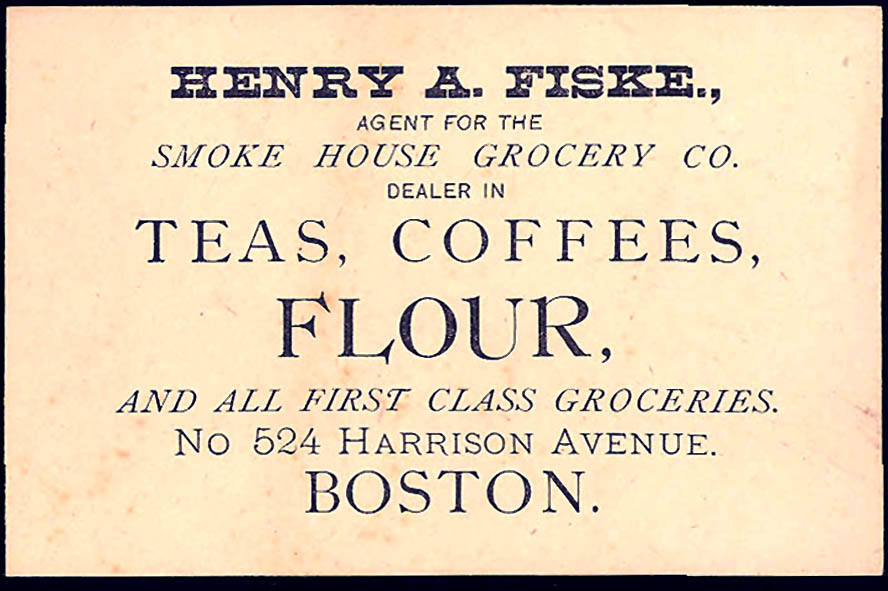 HENRY A. FISKE.,
AGENT FOR THE
SMOKE HOUSE GROCERY CO.
DEALER IN
TEAS, COFFEES,
FLOUR,
AND ALL FIRST CLASS GROCERIES.
No 524 HARRISON AVENUE.
BOSTON.